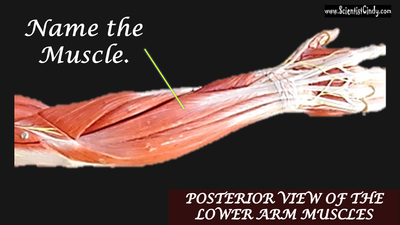 www.ScientistCindy.com
Name the
Muscle.
POSTERIOR VIEW OF THE
LOWER ARM MUSCLES